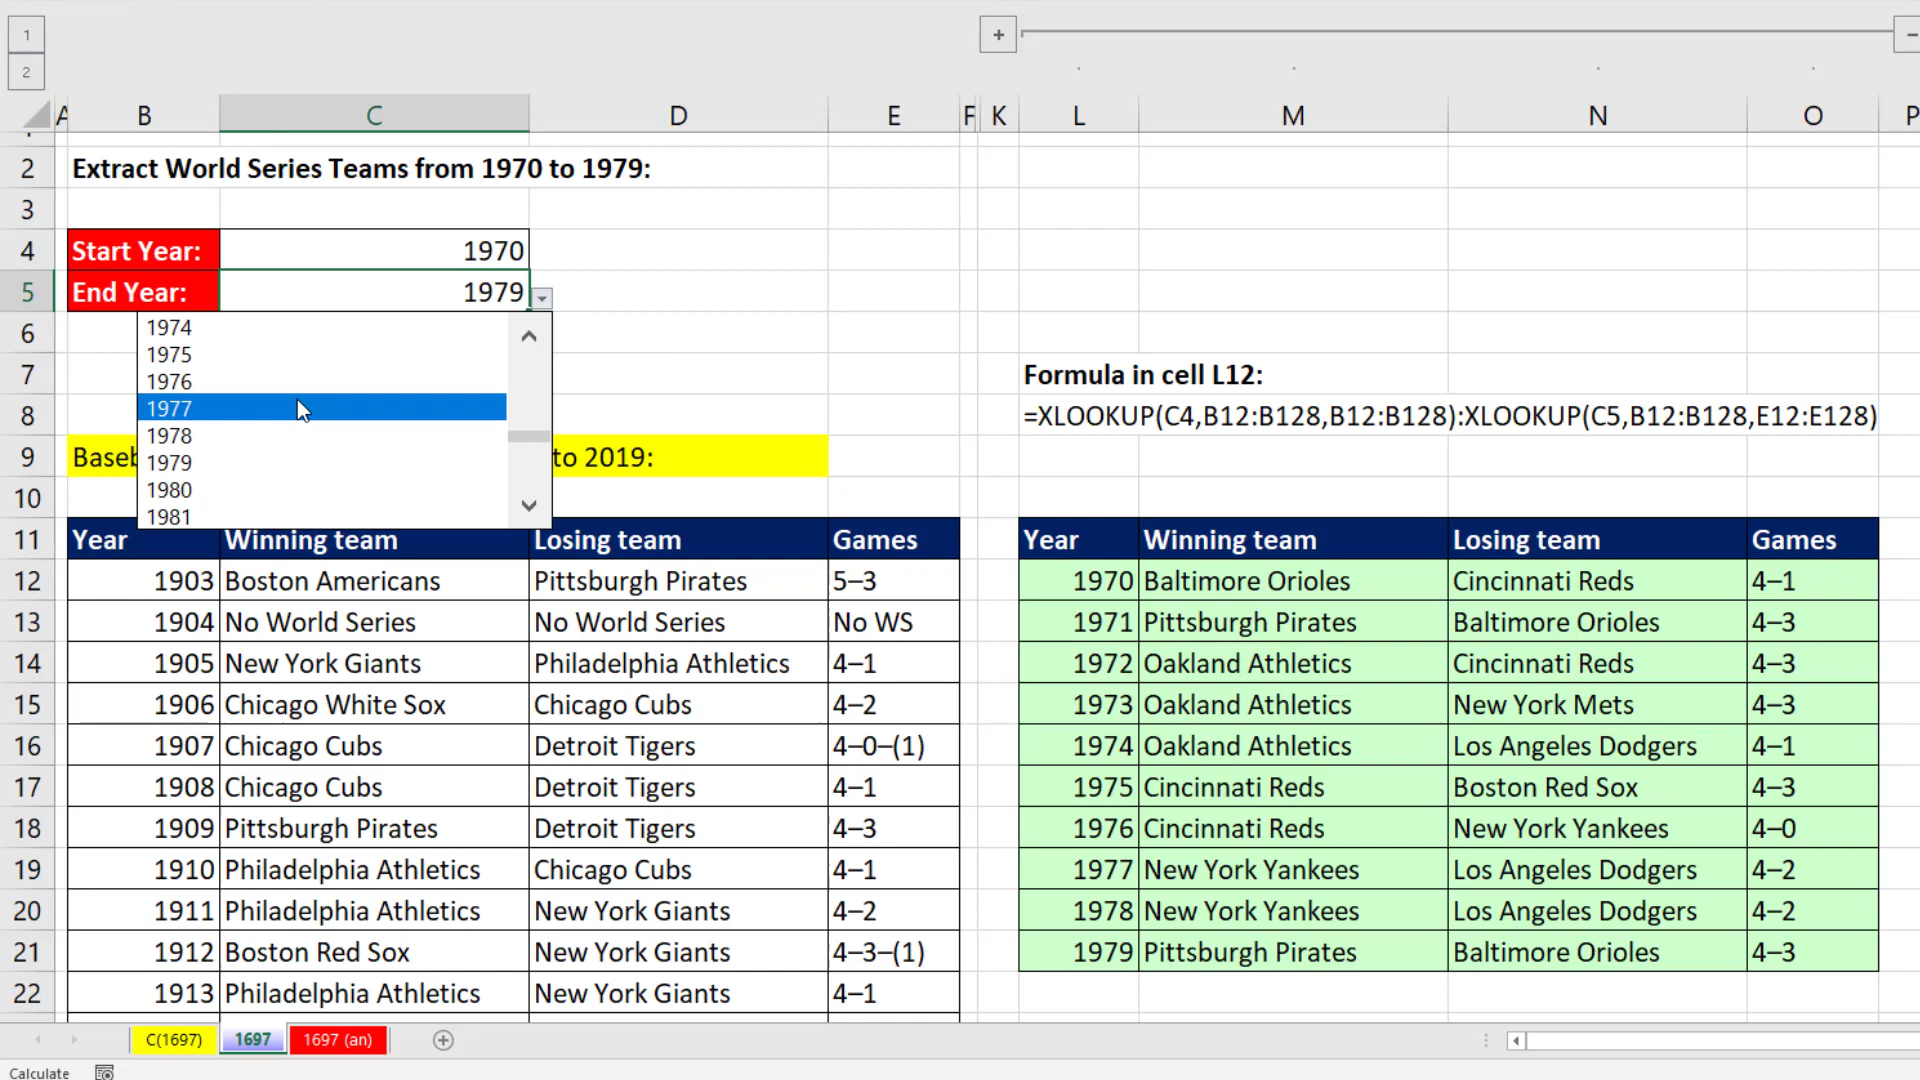 1
2
+
−
A B C D E F K L M N O P
2 Extract World Series Teams from 1970 to 1979:
3
4 Start Year: 1970
5 End Year: 1979
6 1974
1975
7 1976 Formula in cell L12:
8 1977 =XLOOKUP(C4,B12:B128,B12:B128):XLOOKUP(C5,B12:B128,E12:E128)
1978
9 Baseb to 2019:
1979
10 1980
1981
11 Year Winning team Losing team Games Year Winning team Losing team Games
12 1903 Boston Americans Pittsburgh Pirates 5–3 1970 Baltimore Orioles Cincinnati Reds 4–1
13 1904 No World Series No World Series No WS 1971 Pittsburgh Pirates Baltimore Orioles 4–3
14 1905 New York Giants Philadelphia Athletics 4–1 1972 Oakland Athletics Cincinnati Reds 4–3
15 1906 Chicago White Sox Chicago Cubs 4–2 1973 Oakland Athletics New York Mets 4–3
16 1907 Chicago Cubs Detroit Tigers 4–0–(1) 1974 Oakland Athletics Los Angeles Dodgers 4–1
17 1908 Chicago Cubs Detroit Tigers 4–1 1975 Cincinnati Reds Boston Red Sox 4–3
18 1909 Pittsburgh Pirates Detroit Tigers 4–3 1976 Cincinnati Reds New York Yankees 4–0
19 1910 Philadelphia Athletics Chicago Cubs 4–1 1977 New York Yankees Los Angeles Dodgers 4–2
20 1911 Philadelphia Athletics New York Giants 4–2 1978 New York Yankees Los Angeles Dodgers 4–2
21 1912 Boston Red Sox New York Giants 4–3–(1) 1979 Pittsburgh Pirates Baltimore Orioles 4–3
22 1913 Philadelphia Athletics New York Giants 4–1
C(1697) 1697 1697 (an)
Calculate